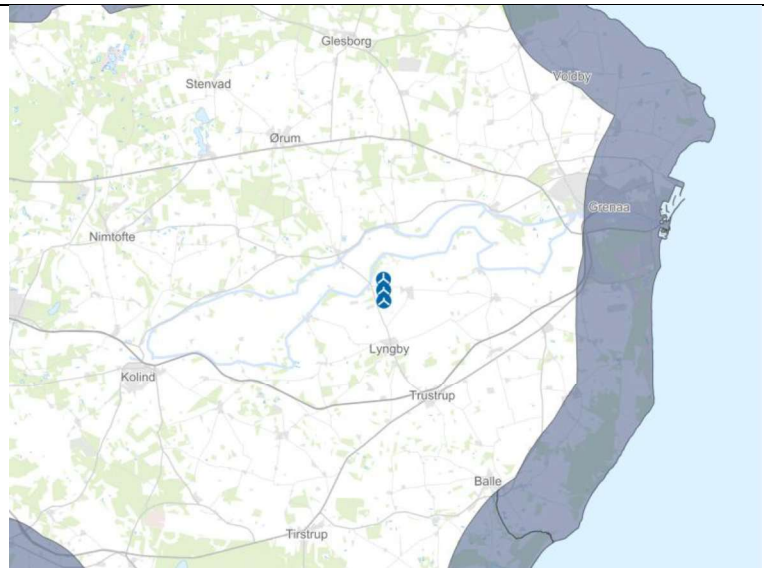 Glesborg
Voldby
Stenvad
Ørum
Grenaa
Nimtofte
Lyngby
Kolind
Trustrup
Balle
Tirstrup